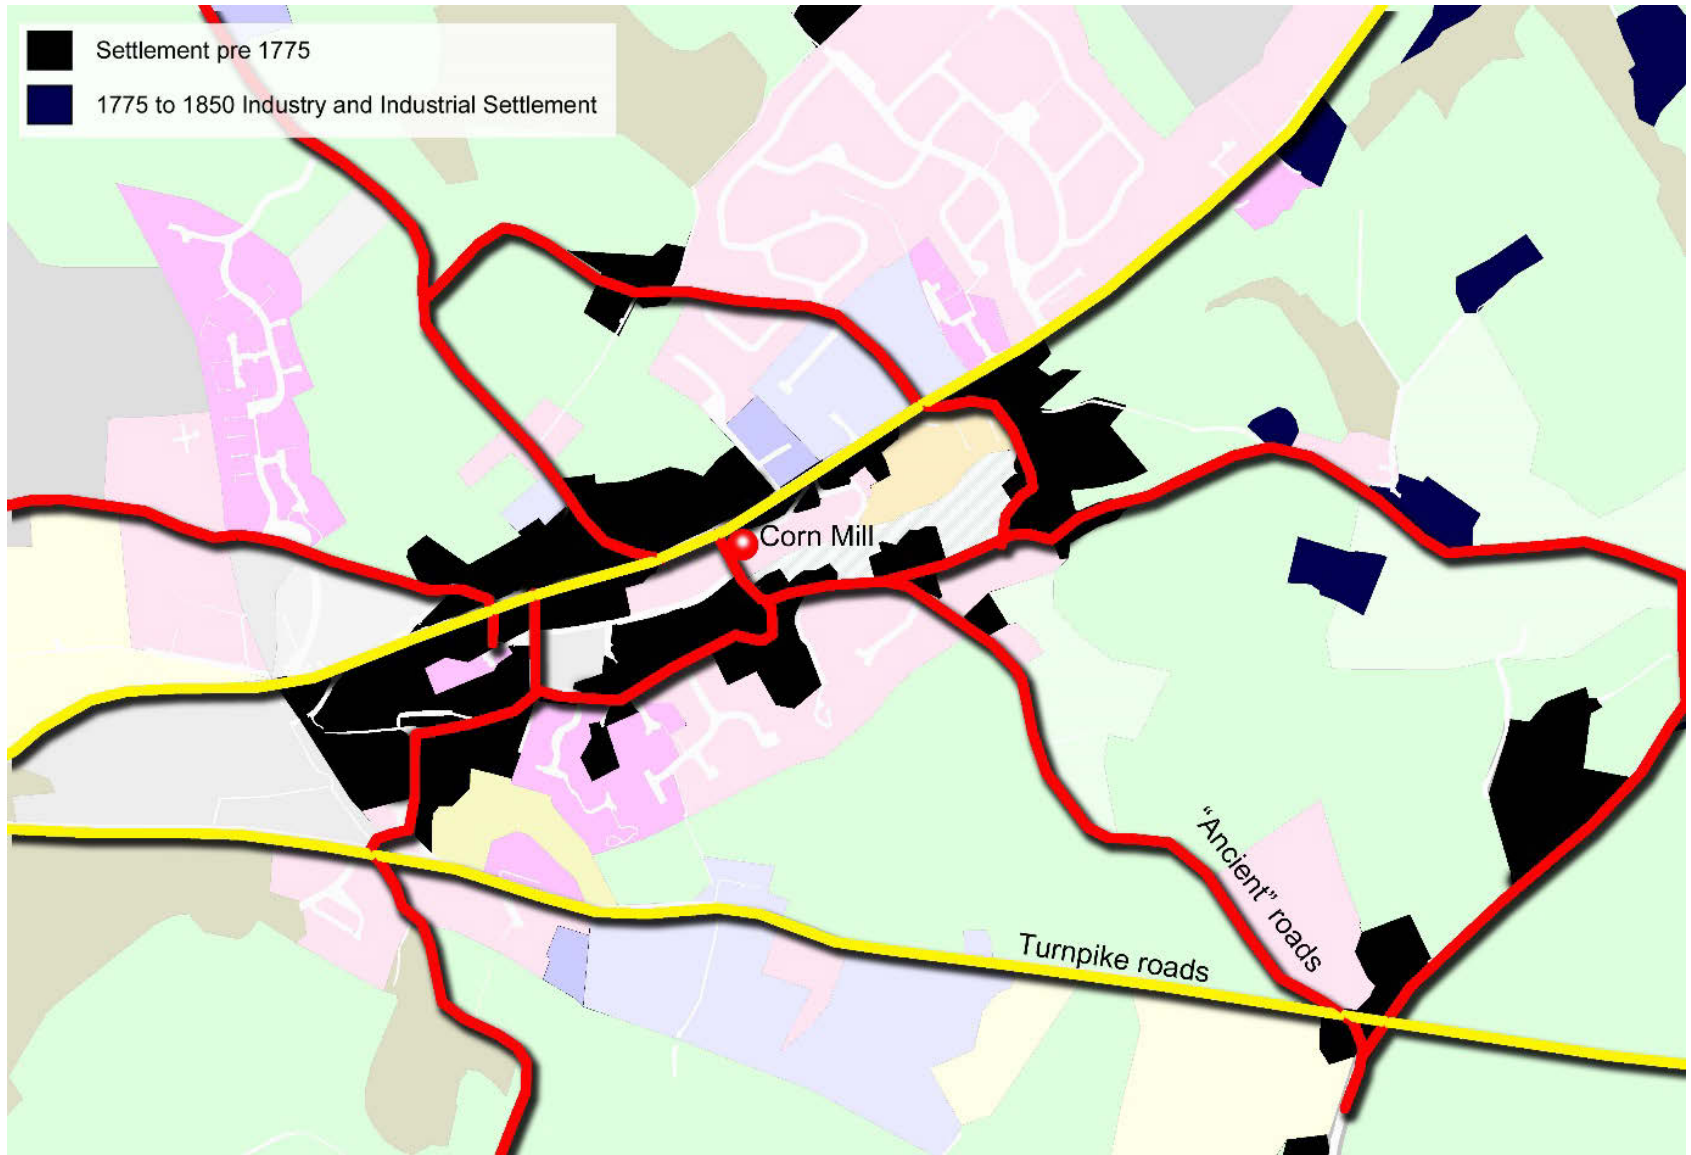 Settlement pre 1775
1775 to 1850 Industry and Industrial Settlement
Corn Mill
“Ancient” roads
Turnpike roads